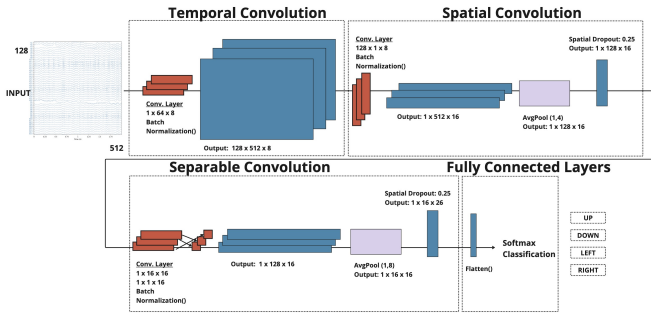 Temporal Convolution
Spatial Convolution
128
INPUT
512
Conv. Layer
1 x 64 x 8
Batch
Normalization()
Output: 128 x 512 x 8
Conv. Layer
128 x 1 x 8
Batch
Normalization()
Output: 1 x 512 x 16
AvgPool (1,4)
Output: 1 x 128 x 16
Spatial Dropout: 0.25
Output: 1 x 128 x 16
Separable Convolution
Fully Connected Layers
Conv. Layer
1 x 16 x 16
1 x 1 x 16
Batch
Normalization()
Output: 1 x 128 x 16
AvgPool (1,8)
Output: 1 x 16 x 16
Spatial Dropout: 0.25
Output: 1 x 16 x 26
Flatten()
Softmax
Classification
UP
DOWN
LEFT
RIGHT